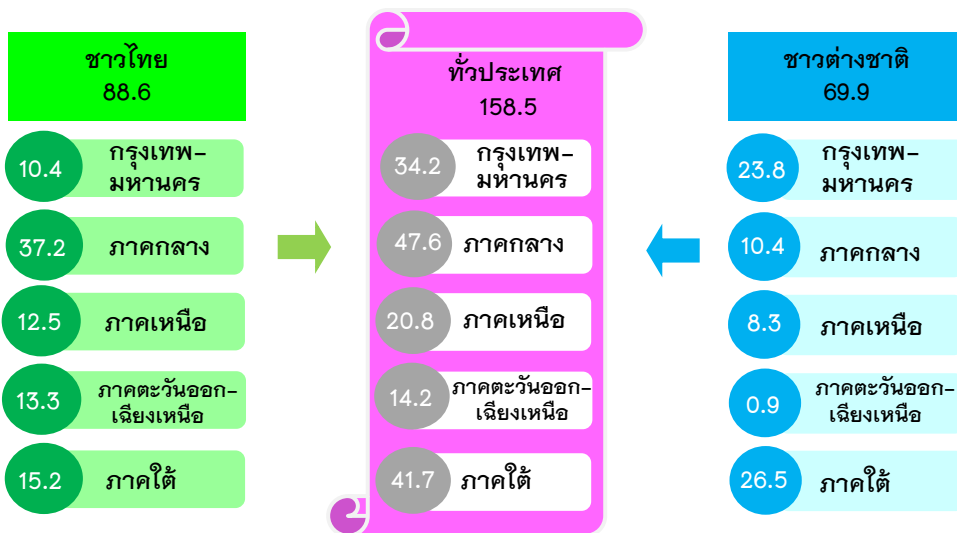 ชาวไทย
88.6
10.4
กรุงเทพ-
มหานคร
37.2
ภาคกลาง
12.5
ภาคเหนือ
13.3
ภาคตะวันออก-
เฉียงเหนือ
15.2
ภาคใต้
ทั่วประเทศ
158.5
34.2
กรุงเทพ-
มหานคร
47.6
ภาคกลาง
20.8
ภาคเหนือ
14.2
ภาคตะวันออก-
เฉียงเหนือ
41.7
ภาคใต้
ชาวต่างชาติ
69.9
23.8
กรุงเทพ-
มหานคร
10.4
ภาคกลาง
8.3
ภาคเหนือ
0.9
ภาคตะวันออก-
เฉียงเหนือ
26.5
ภาคใต้